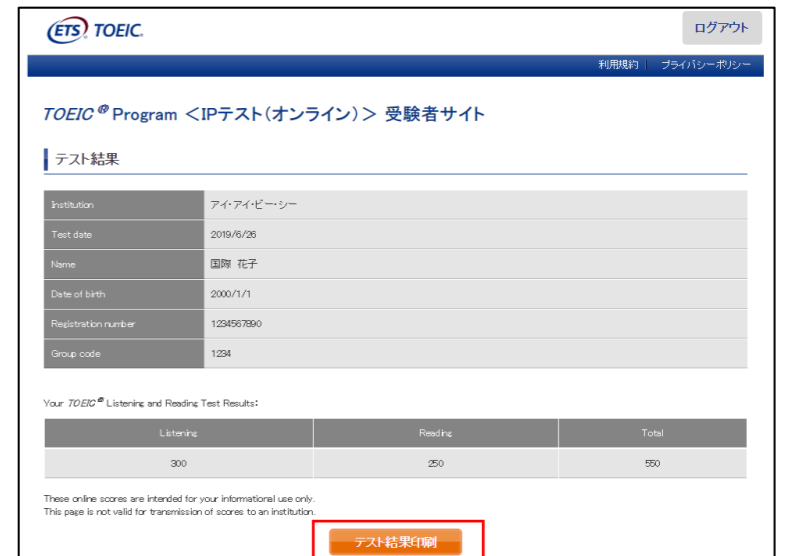 ETS TOEIC.
ログアウト
利用規約 | プライバシーポリシー
TOEIC® Program <IPテスト(オンライン)> 受験者サイト
テスト結果
Institution アイ・アイ・ビー・シー
Test date 2019/6/26
Name 国際 花子
Date of birth 2000/1/1
Registration number 1234567890
Group code 1234
Your TOEIC® Listening and Reading Test Results:
Listening Reading Total
300 250 550
These online scores are intended for your informational use only.
This page is not valid for transmission of scores to an institution.
テスト結果印刷